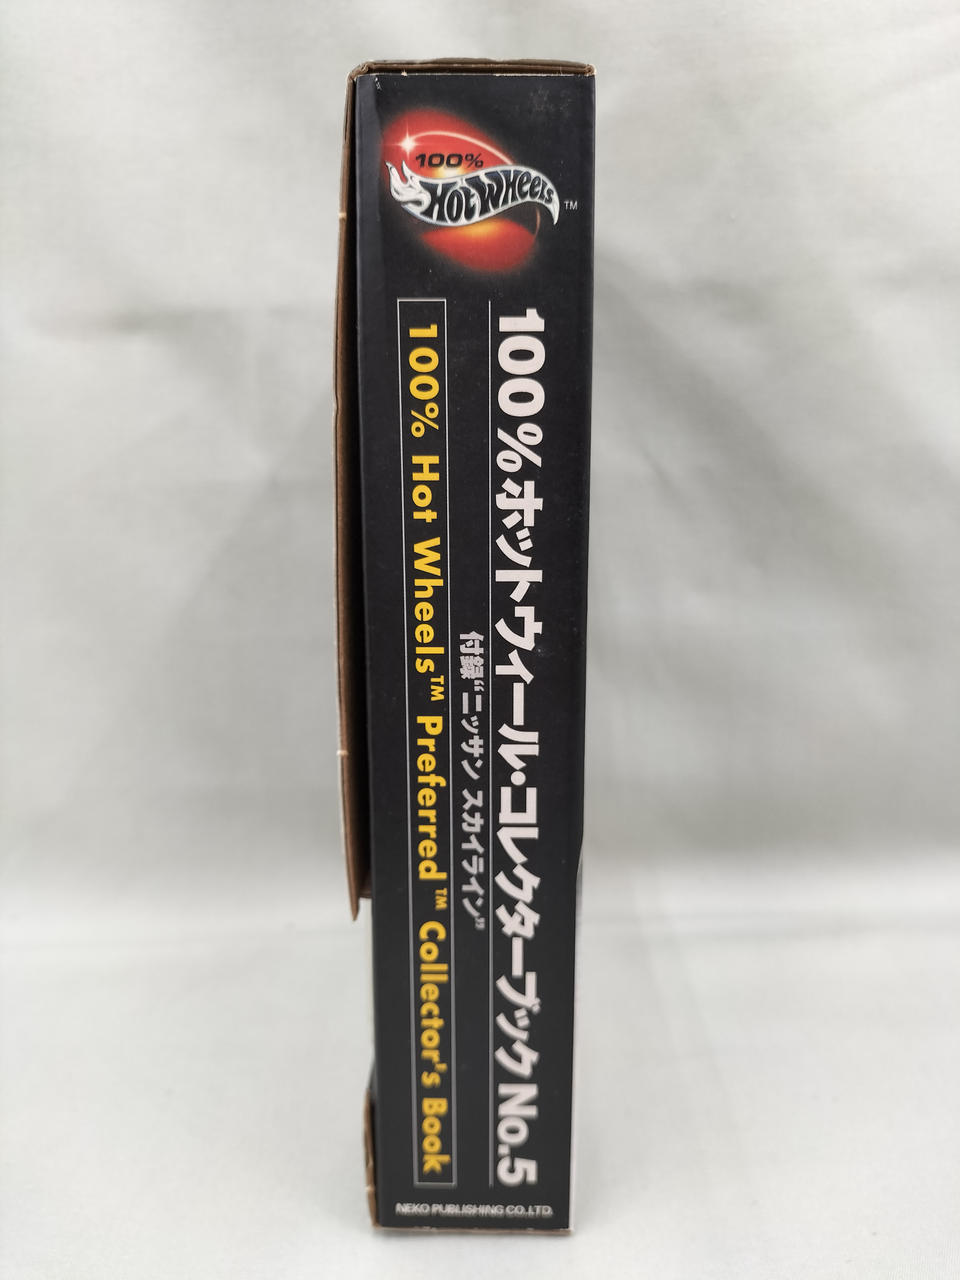 100%
Hot Wheels™
100%ホットウィール・コレクターブック No.5
付録“ニッサン スカイライン”
100% Hot Wheels™ Preferred™ Collector's Book
NEKO PUBLISHING CO.,LTD.